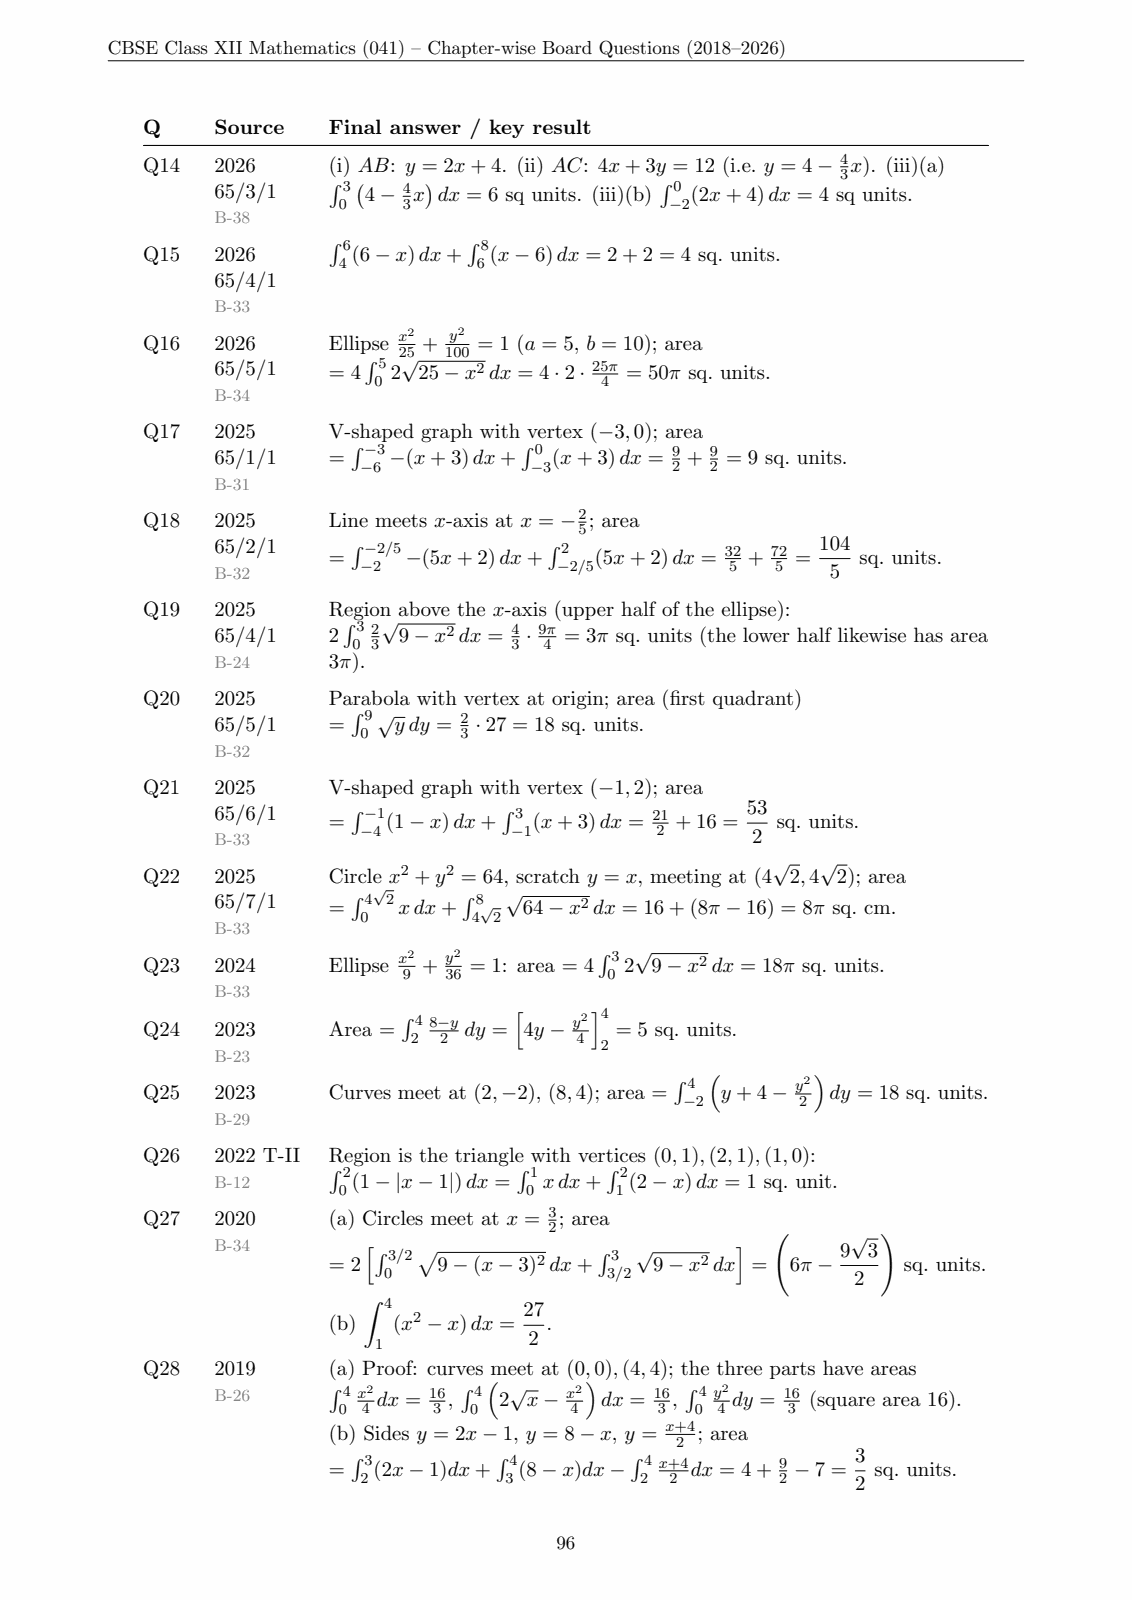 CBSE Class XII Mathematics (041) – Chapter-wise Board Questions (2018–2026)
Q Source Final answer / key result
Q14 2026 (i) AB: y = 2x + 4. (ii) AC: 4x + 3y = 12 (i.e. y = 4 − 4/3 x). (iii)(a)
65/3/1 ∫₀³ (4 − 4/3 x) dx = 6 sq units. (iii)(b) ∫₋₂⁰ (2x + 4) dx = 4 sq units.
B-38
Q15 2026 ∫₄⁶ (6 − x) dx + ∫₆⁸ (x − 6) dx = 2 + 2 = 4 sq. units.
65/4/1
B-33
Q16 2026 Ellipse x²/25 + y²/100 = 1 (a = 5, b = 10); area
65/5/1 = 4 ∫₀⁵ 2√(25 − x²) dx = 4 · 2 · 25π/4 = 50π sq. units.
B-34
Q17 2025 V-shaped graph with vertex (−3, 0); area
65/1/1 = ∫₋₆⁻³ −(x + 3) dx + ∫₋₃⁰ (x + 3) dx = 9/2 + 9/2 = 9 sq. units.
B-31
Q18 2025 Line meets x-axis at x = −2/5; area
65/2/1 = ∫_{−2}^{−2/5} −(5x + 2) dx + ∫_{−2/5}^{2} (5x + 2) dx = 32/5 + 72/5 = 104/5 sq. units.
B-32
Q19 2025 Region above the x-axis (upper half of the ellipse):
65/4/1 2 ∫₀³ 2/3 √(9 − x²) dx = 4/3 · 9π/4 = 3π sq. units (the lower half likewise has area
B-24 3π).
Q20 2025 Parabola with vertex at origin; area (first quadrant)
65/5/1 = ∫₀⁹ √y dy = 2/3 · 27 = 18 sq. units.
B-32
Q21 2025 V-shaped graph with vertex (−1, 2); area
65/6/1 = ∫₋₄⁻¹ (1 − x) dx + ∫₋₁³ (x + 3) dx = 21/2 + 16 = 53/2 sq. units.
B-33
Q22 2025 Circle x² + y² = 64, scratch y = x, meeting at (4√2, 4√2); area
65/7/1 = ∫_{0}^{4√2} x dx + ∫_{4√2}^{8} √(64 − x²) dx = 16 + (8π − 16) = 8π sq. cm.
B-33
Q23 2024 Ellipse x²/9 + y²/36 = 1: area = 4 ∫₀³ 2√(9 − x²) dx = 18π sq. units.
B-33
Q24 2023 Area = ∫₂⁴ (8−y)/2 dy = [4y − y²/4]₂⁴ = 5 sq. units.
B-23
Q25 2023 Curves meet at (2, −2), (8, 4); area = ∫₋₂⁴ (y + 4 − y²/2) dy = 18 sq. units.
B-29
Q26 2022 T-II Region is the triangle with vertices (0, 1), (2, 1), (1, 0):
B-12 ∫₀² (1 − |x − 1|) dx = ∫₀¹ x dx + ∫₁² (2 − x) dx = 1 sq. unit.
Q27 2020 (a) Circles meet at x = 3/2; area
B-34 = 2 [∫_{0}^{3/2} √(9 − (x − 3)²) dx + ∫_{3/2}^{3} √(9 − x²) dx] = (6π − 9√3/2) sq. units.
(b) ∫₁⁴ (x² − x) dx = 27/2.
Q28 2019 (a) Proof: curves meet at (0, 0), (4, 4); the three parts have areas
B-26 ∫₀⁴ x²/4 dx = 16/3, ∫₀⁴ (2√x − x²/4) dx = 16/3, ∫₀⁴ y²/4 dy = 16/3 (square area 16).
(b) Sides y = 2x − 1, y = 8 − x, y = (x+4)/2; area
= ∫₂³ (2x − 1)dx + ∫₃⁴ (8 − x)dx − ∫₂⁴ (x+4)/2 dx = 4 + 9/2 − 7 = 3/2 sq. units.
96